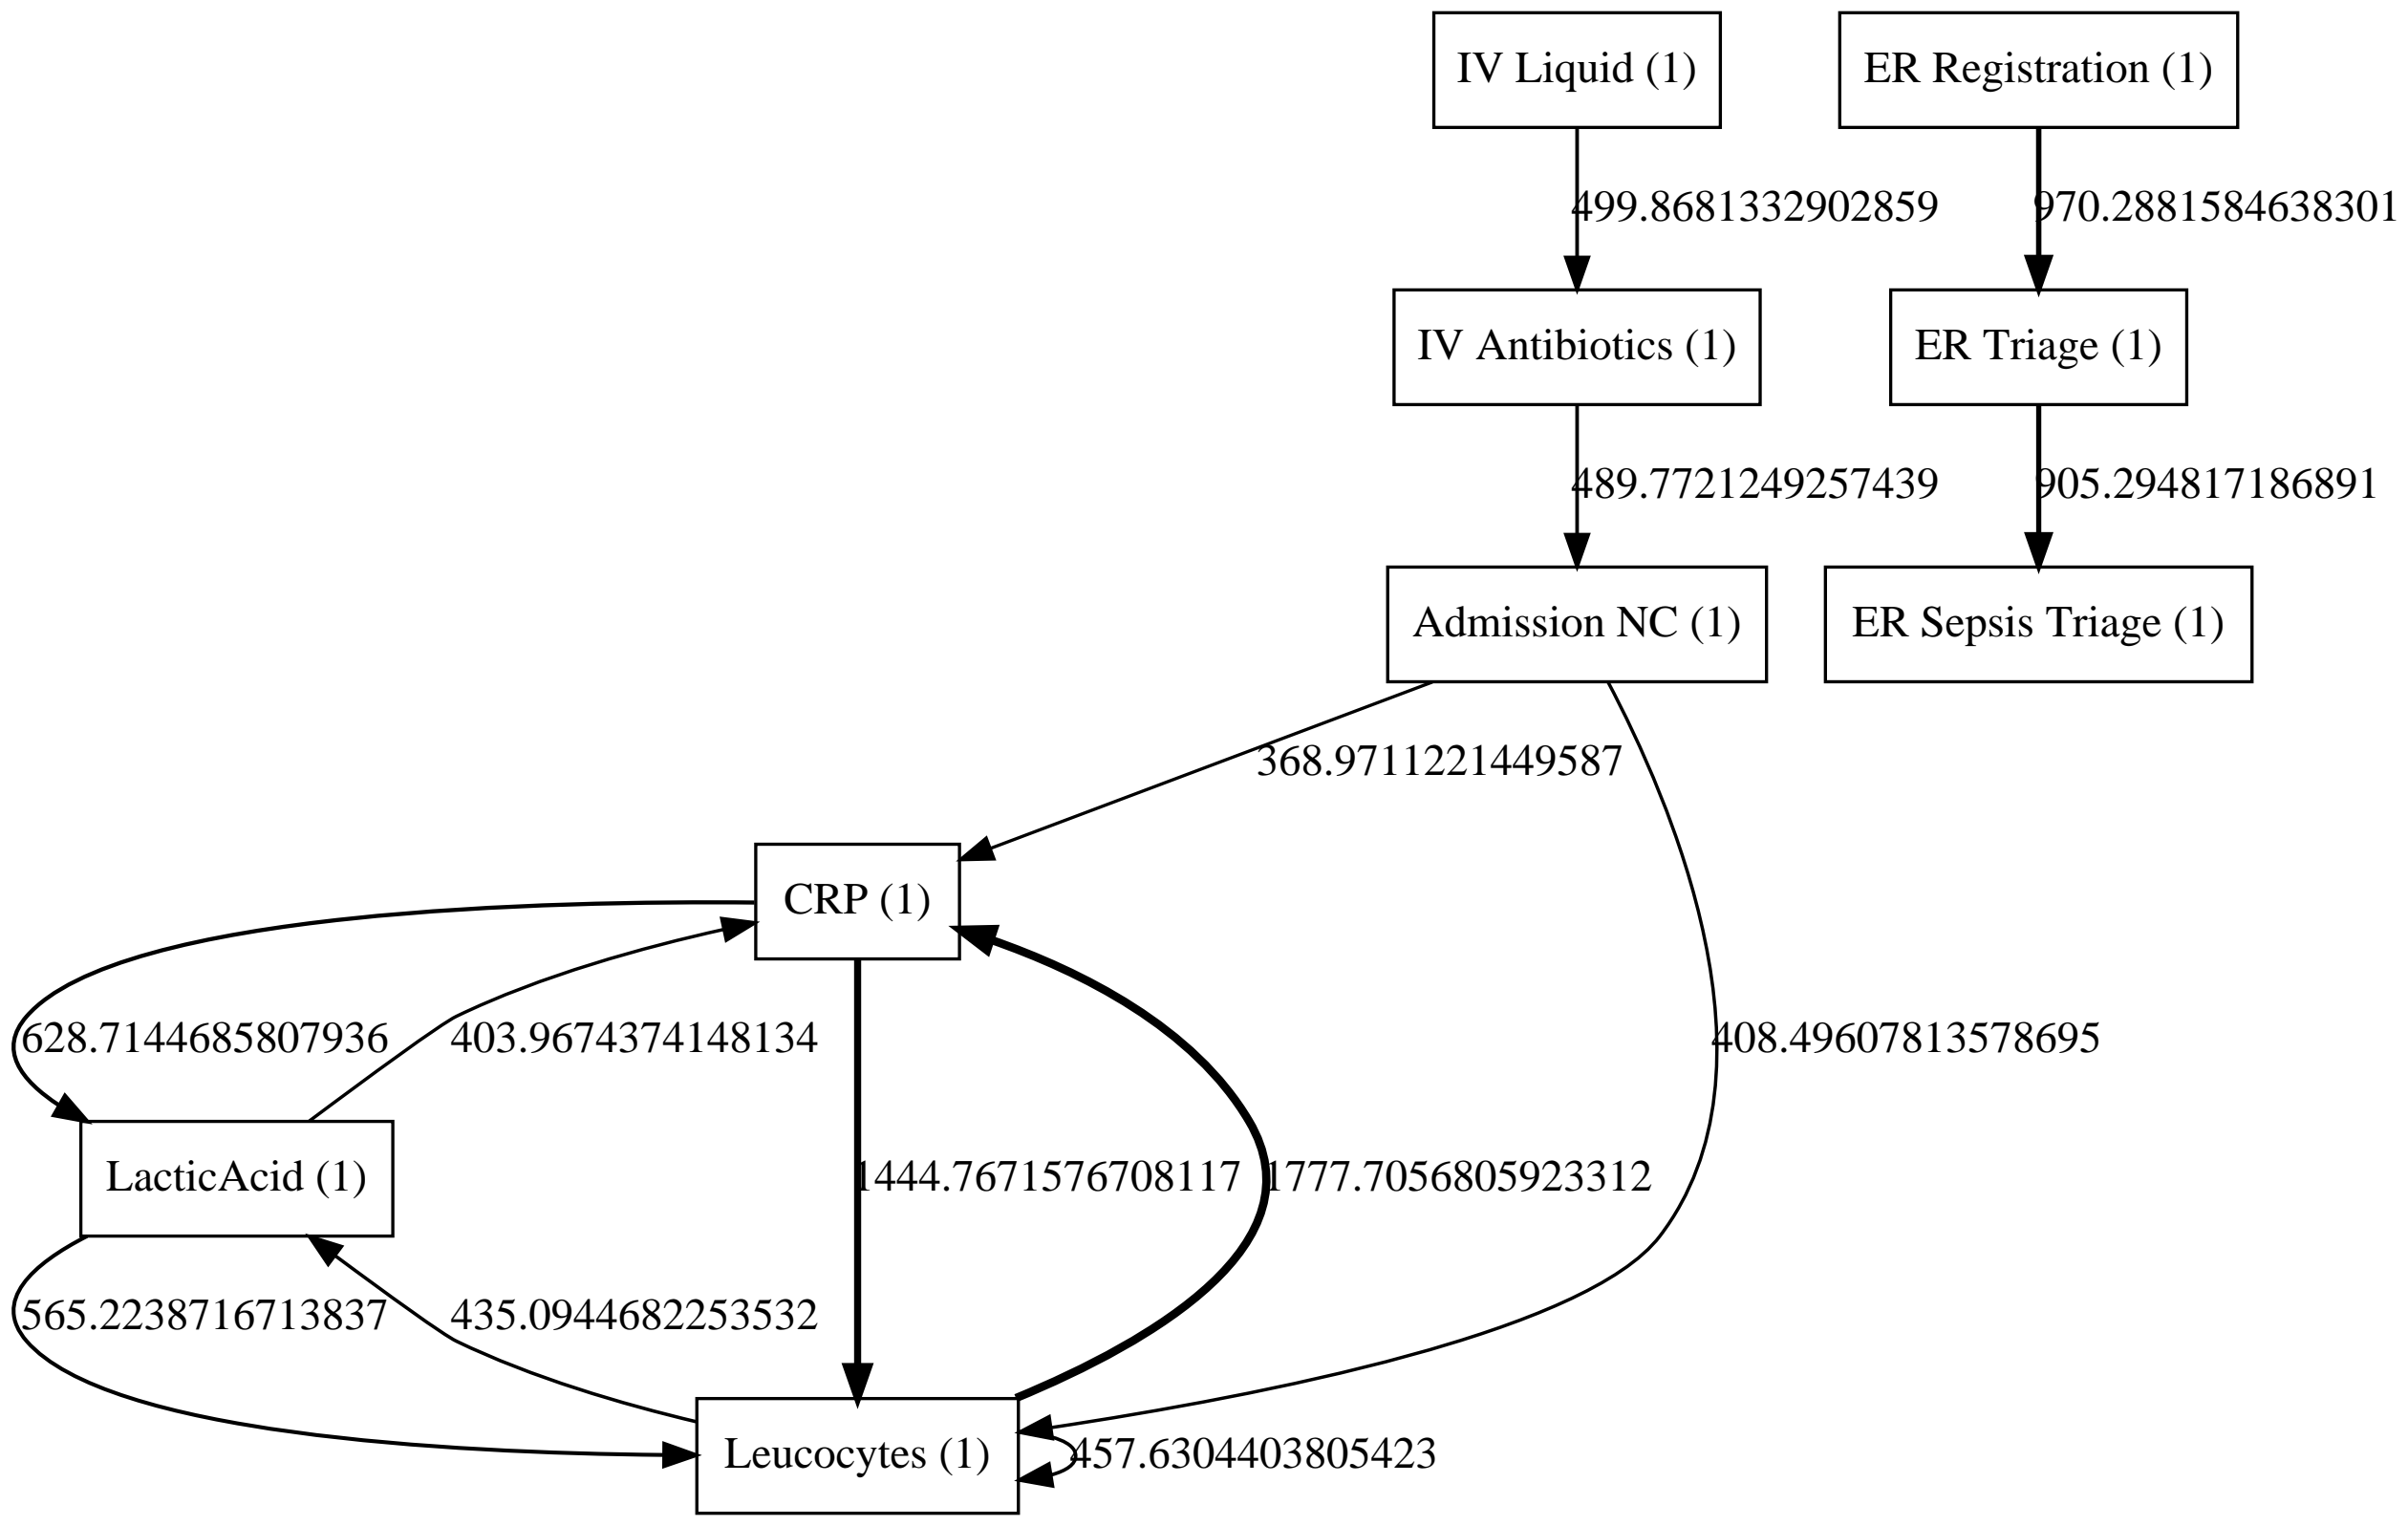 IV Liquid (1)
ER Registration (1)
499.8681332902859
970.2881584638301
IV Antibiotics (1)
ER Triage (1)
489.7721249257439
905.294817186891
Admission NC (1)
ER Sepsis Triage (1)
368.9711221449587
CRP (1)
628.7144685807936
403.9674374148134
408.49607813578695
LacticAcid (1)
1444.7671576708117
1777.7056805923312
565.2238716713837
435.0944682253532
Leucocytes (1)
457.6304403805423